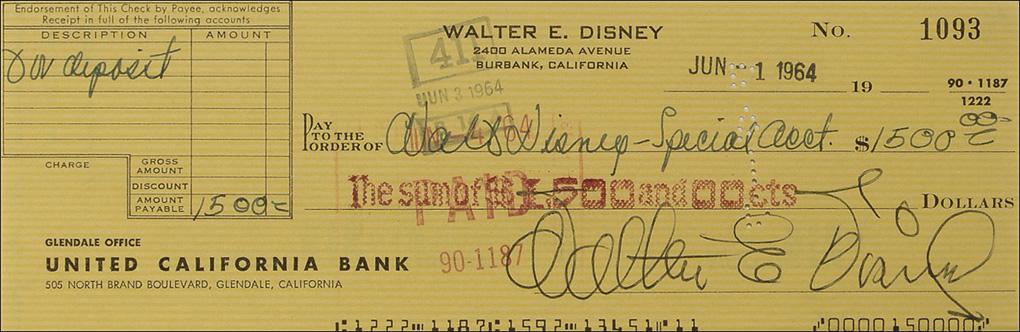 Endorsement of This Check by Payee, acknowledges
Receipt in full of the following accounts
DESCRIPTION AMOUNT
deposit
CHARGE
GROSS AMOUNT
DISCOUNT
AMOUNT PAYABLE 1500
WALTER E. DISNEY
2400 ALAMEDA AVENUE
BURBANK, CALIFORNIA
No. 1093
41
JUN 3 1964
JUN - 1 1964 19
90-1187
1222
PAY TO THE ORDER OF Walt Disney - Special Acct. $1500 00
The sum of $1,500 and 00 cts DOLLARS
PAID
90-1187
Walter E Disney
GLENDALE OFFICE
UNITED CALIFORNIA BANK
505 NORTH BRAND BOULEVARD, GLENDALE, CALIFORNIA